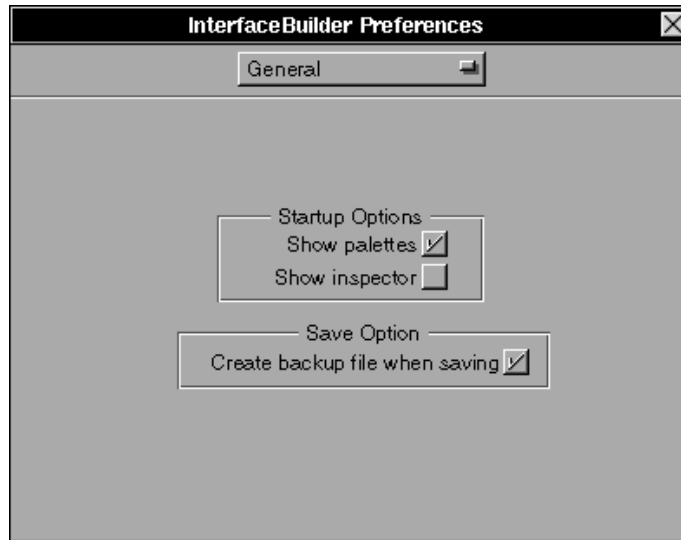 InterfaceBuilder Preferences
General
Startup Options
Show palettes
Show inspector
Save Option
Create backup file when saving